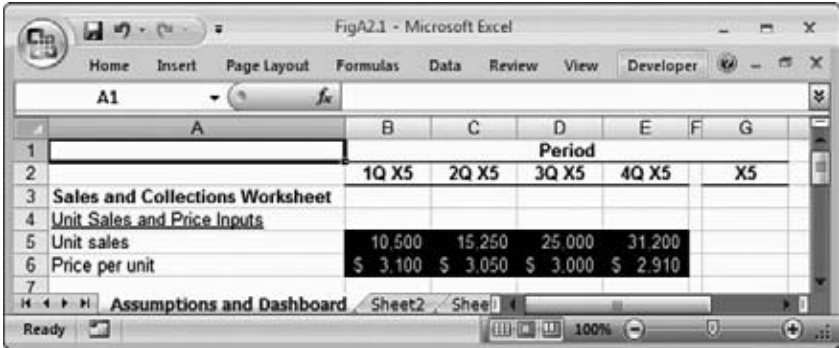 FigA2.1 - Microsoft Excel
Home Insert Page Layout Formulas Data Review View Developer
A1 fx
A B C D E F G
1 Period
2 1Q X5 2Q X5 3Q X5 4Q X5 X5
3 Sales and Collections Worksheet
4 Unit Sales and Price Inputs
5 Unit sales 10,500 15,250 25,000 31,200
6 Price per unit $ 3,100 $ 3,050 $ 3,000 $ 2,910
7
Assumptions and Dashboard Sheet2 Shee
Ready 100%